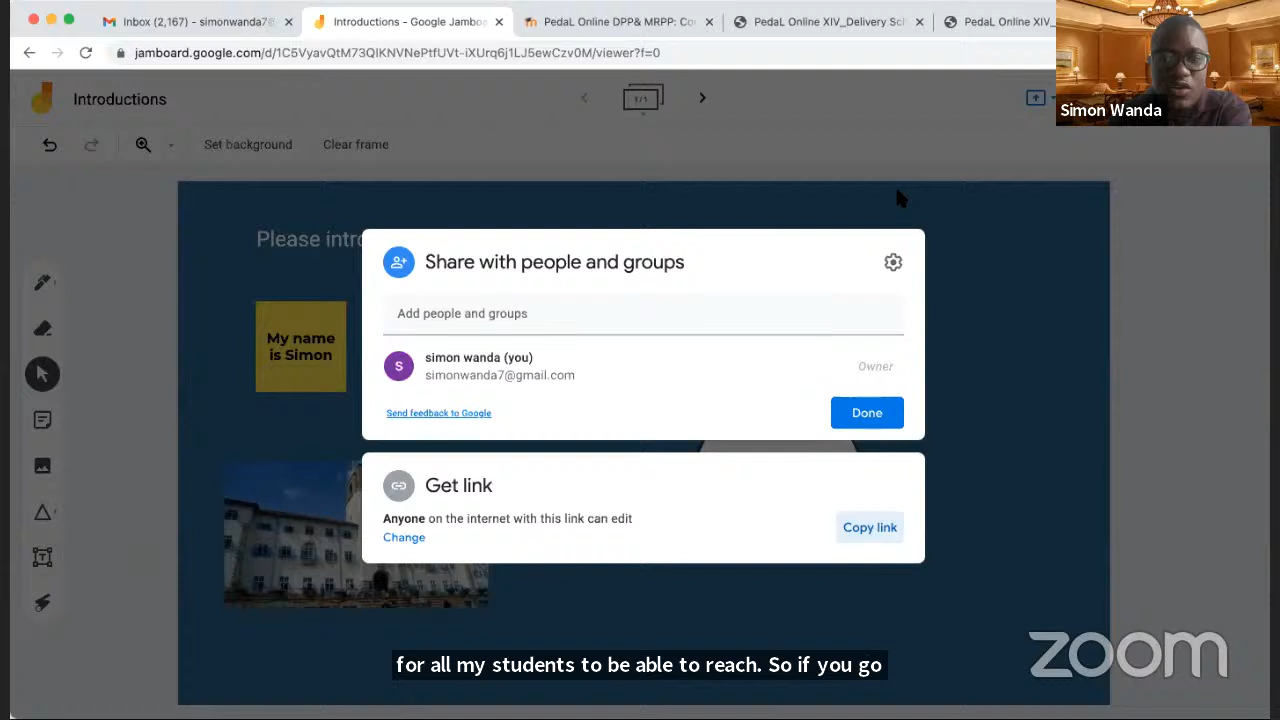 Inbox (2,167) - simonwanda7@
Introductions - Google Jamboa
PedaL Online DPP& MRPP: Co
PedaL Online XIV_Delivery Sch
PedaL Online XIV_
jamboard.google.com/d/1C5VyavQtM73QIKNVNePtfUVt-iXUrq6j1LJ5ewCzv0M/viewer?f=0
Simon Wanda
Introductions
1/1
Set background
Clear frame
Please intro
My name
is Simon
Share with people and groups
Add people and groups
S
simon wanda (you)
simonwanda7@gmail.com
Owner
Send feedback to Google
Done
Get link
Anyone on the internet with this link can edit
Change
Copy link
for all my students to be able to reach. So if you go
zoom